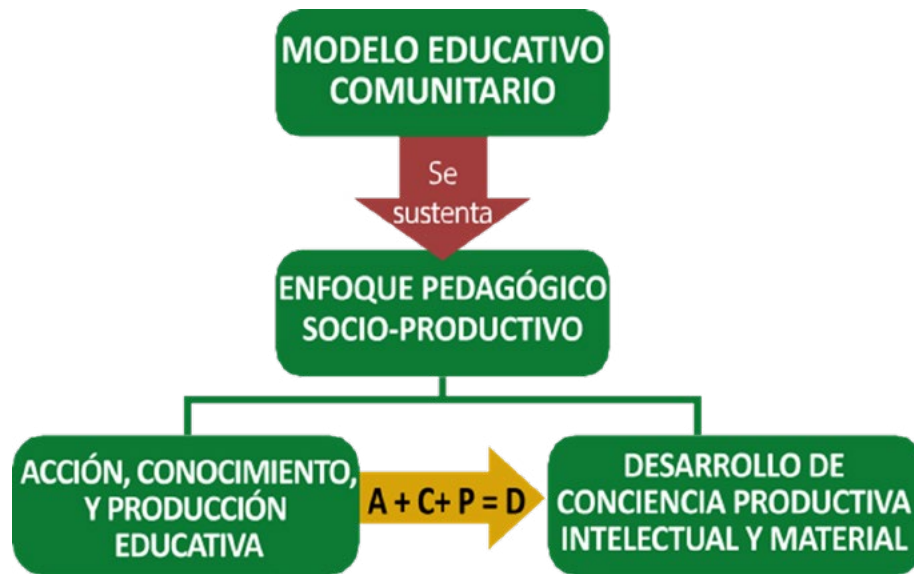 MODELO EDUCATIVO
COMUNITARIO
Se
sustenta
ENFOQUE PEDAGÓGICO
SOCIO-PRODUCTIVO
ACCIÓN, CONOCIMIENTO,
Y PRODUCCIÓN
EDUCATIVA
A + C+ P = D
DESARROLLO DE
CONCIENCIA PRODUCTIVA
INTELECTUAL Y MATERIAL